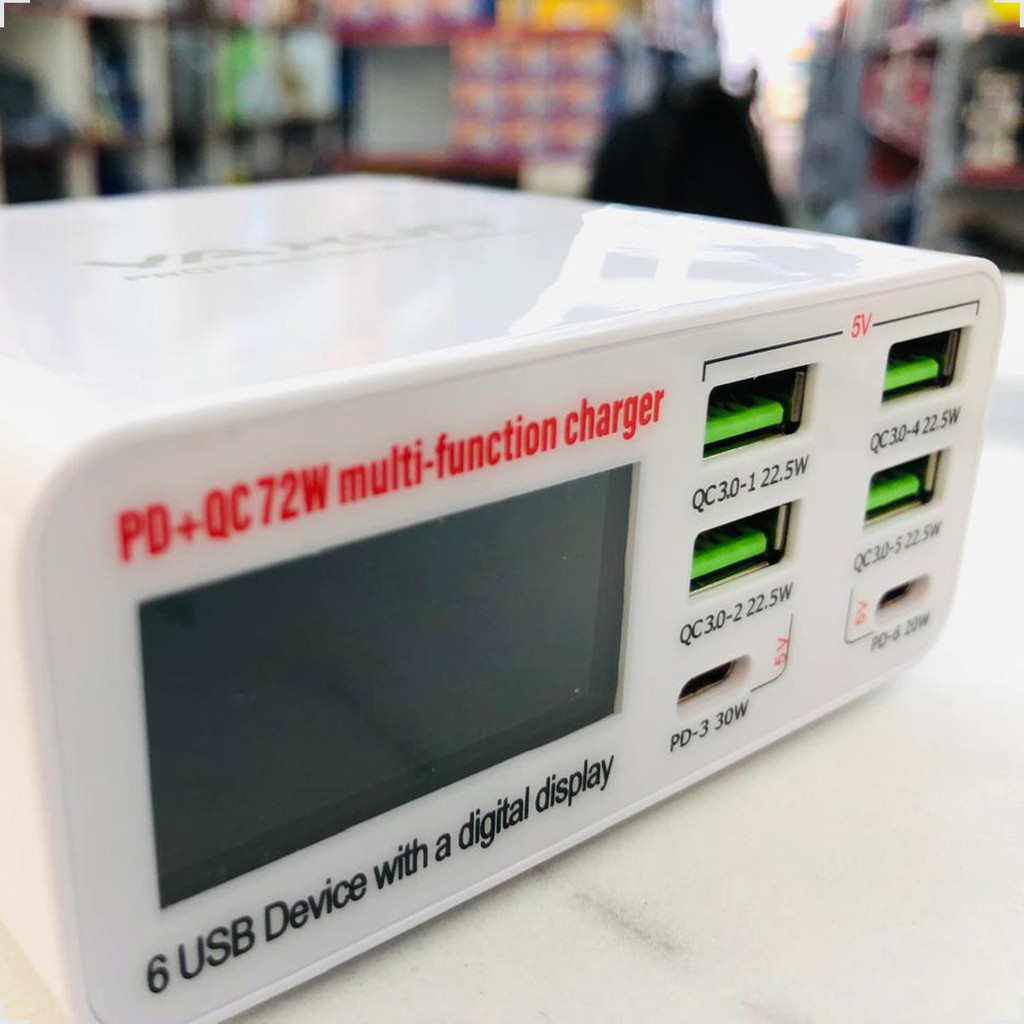 PD+QC72W multi-function charger
6 USB Device with a digital display
5V
QC3.0-1 22.5W
QC3.0-2 22.5W
5V
PD-3 30W
QC3.0-4 22.5W
QC3.0-5 22.5W
5V
PD-6 20W